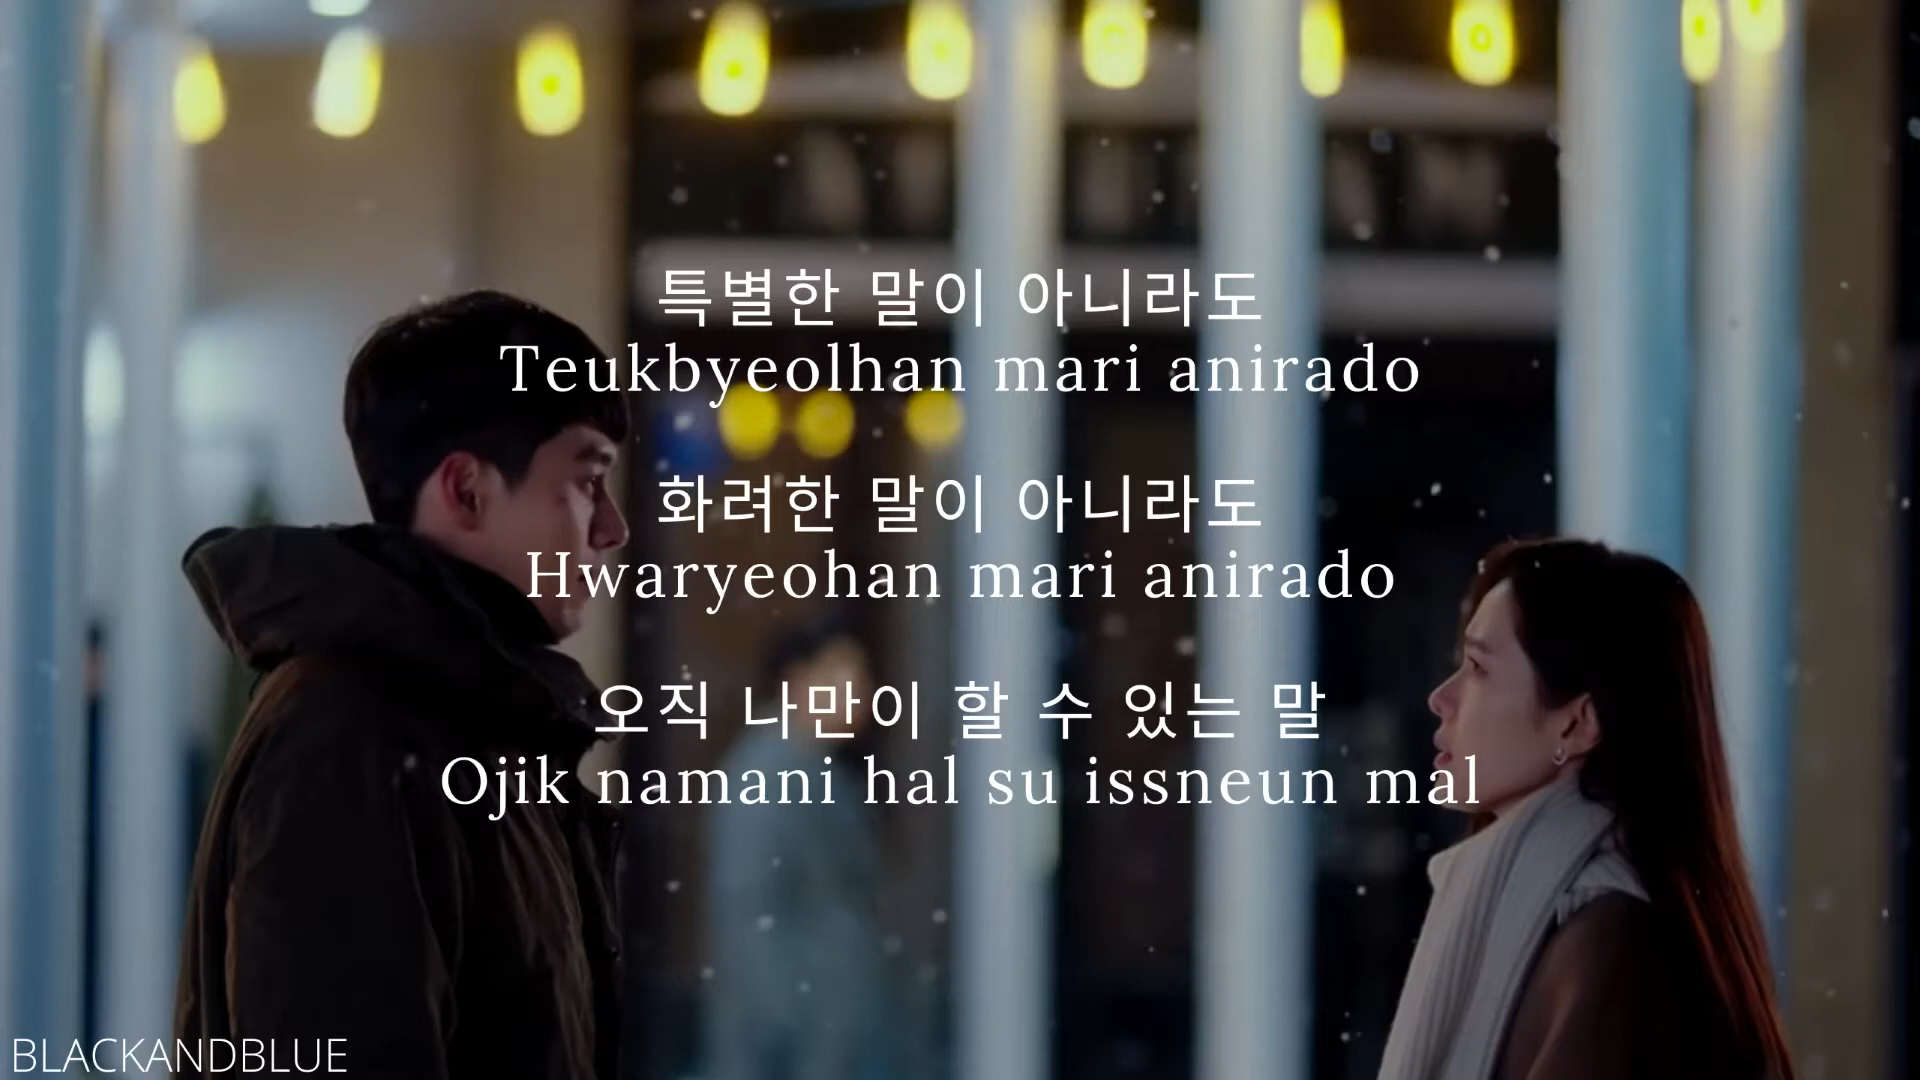 특별한 말이 아니라도
Teukbyeolhan mari anirado
화려한 말이 아니라도
Hwaryeohan mari anirado
오직 나만이 할 수 있는 말
Ojik namani hal su issneun mal
BLACKANDBLUE